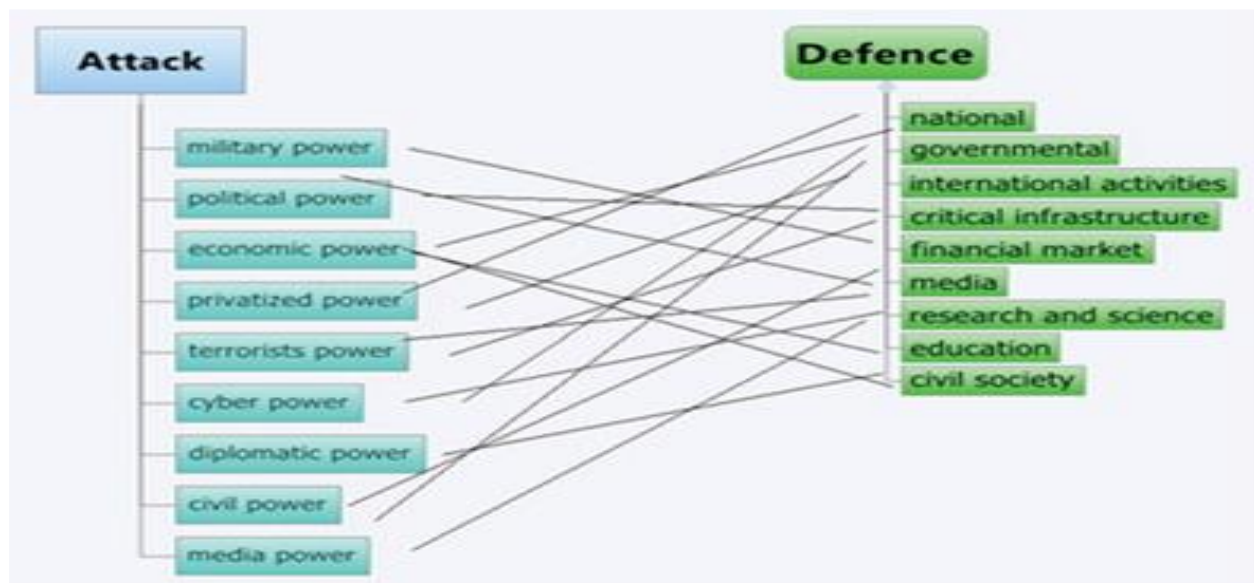 Attack
military power
political power
economic power
privatized power
terrorists power
cyber power
diplomatic power
civil power
media power
Defence
national
governmental
international activities
critical infrastructure
financial market
media
research and science
education
civil society